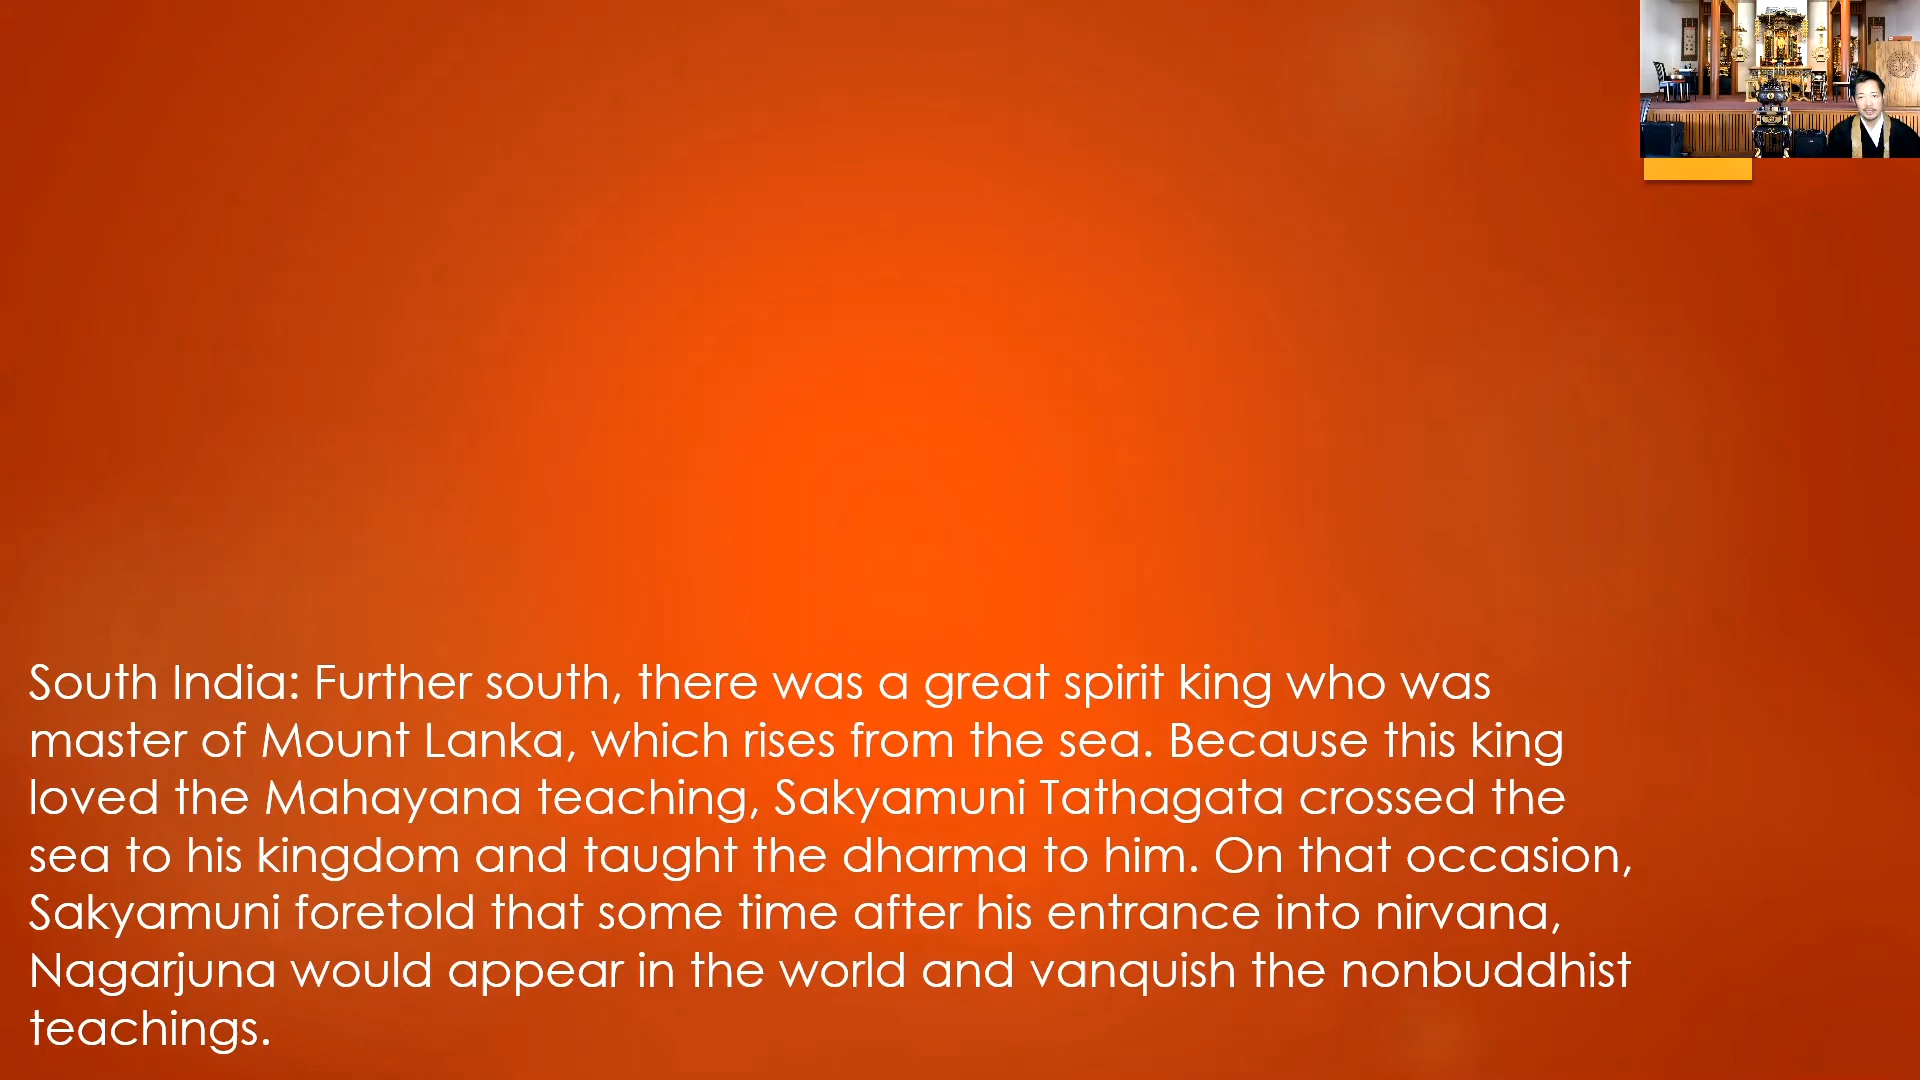 South India: Further south, there was a great spirit king who was
master of Mount Lanka, which rises from the sea. Because this king
loved the Mahayana teaching, Sakyamuni Tathagata crossed the
sea to his kingdom and taught the dharma to him. On that occasion,
Sakyamuni foretold that some time after his entrance into nirvana,
Nagarjuna would appear in the world and vanquish the nonbuddhist
teachings.